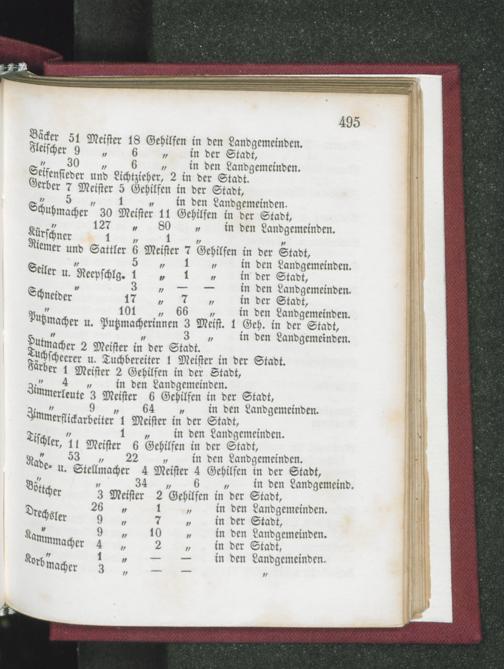 495
Bäcker 51 Meister 18 Gehilfen in den Landgemeinden.
Fleischer 9 „ 6 „ in der Stadt,
„ 30 „ 6 „ in den Landgemeinden.
Seifensieder und Lichtzieher, 2 in der Stadt.
Gerber 7 Meister 5 Gehilfen in der Stadt,
„ 5 „ 1 „ in den Landgemeinden.
Schuhmacher 30 Meister 11 Gehilfen in der Stadt,
„ 127 „ 80 „ in den Landgemeinden.
Kürschner 1 „ 1 „ „
Riemer und Sattler 6 Meister 7 Gehilfen in der Stadt,
„ 5 „ 1 „ in den Landgemeinden.
Seiler u. Reepschlg. 1 „ 1 „ in der Stadt,
„ 3 „ — — in den Landgemeinden.
Schneider 17 „ 7 „ in der Stadt,
„ 101 „ 66 „ in den Landgemeinden.
Putzmacher u. Putzmacherinnen 3 Meist. 1 Geh. in der Stadt,
„ „ 3 „ in den Landgemeinden.
Hutmacher 2 Meister in der Stadt.
Tuchscheerer u. Tuchbereiter 1 Meister in der Stadt.
Färber 1 Meister 2 Gehilfen in der Stadt,
„ 4 „ in den Landgemeinden.
Zimmerleute 3 Meister 6 Gehilfen in der Stadt,
„ 9 „ 64 „ in den Landgemeinden.
Zimmerflickarbeiter 1 Meister in der Stadt,
„ 1 „ in den Landgemeinden.
Tischler, 11 Meister 6 Gehilfen in der Stadt,
„ 53 „ 22 „ in den Landgemeinden.
Rade- u. Stellmacher 4 Meister 4 Gehilfen in der Stadt,
„ „ 34 „ 6 „ in den Landgemeind.
Böttcher 3 Meister 2 Gehilfen in der Stadt,
„ 26 „ 1 „ in den Landgemeinden.
Drechsler 9 „ 7 „ in der Stadt,
„ 9 „ 10 „ in den Landgemeinden.
Kammmacher 4 „ 2 „ in der Stadt,
„ 1 „ — — in den Landgemeinden.
Korbmacher 3 „ — — „